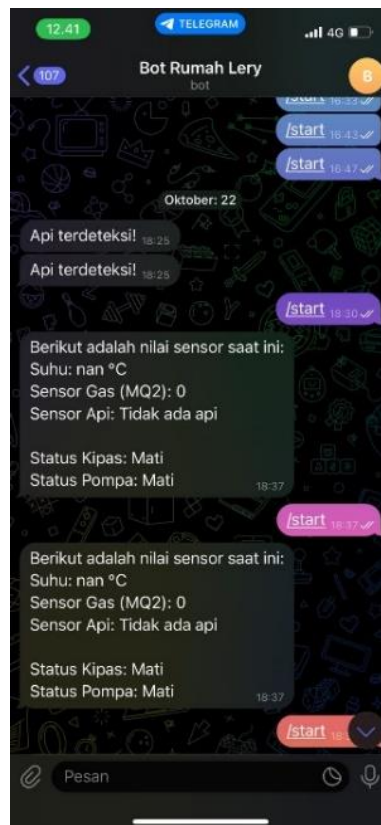 12.41
TELEGRAM
4G
107
Bot Rumah Lery
bot
B
/start 16.33
/start 16.43
/start 16.47
Oktober: 22
Api terdeteksi! 18:25
Api terdeteksi! 18:25
/start 18:30
Berikut adalah nilai sensor saat ini:
Suhu: nan °C
Sensor Gas (MQ2): 0
Sensor Api: Tidak ada api
Status Kipas: Mati
Status Pompa: Mati
18:37
/start 18:37
Berikut adalah nilai sensor saat ini:
Suhu: nan °C
Sensor Gas (MQ2): 0
Sensor Api: Tidak ada api
Status Kipas: Mati
Status Pompa: Mati
18:37
/start
Pesan